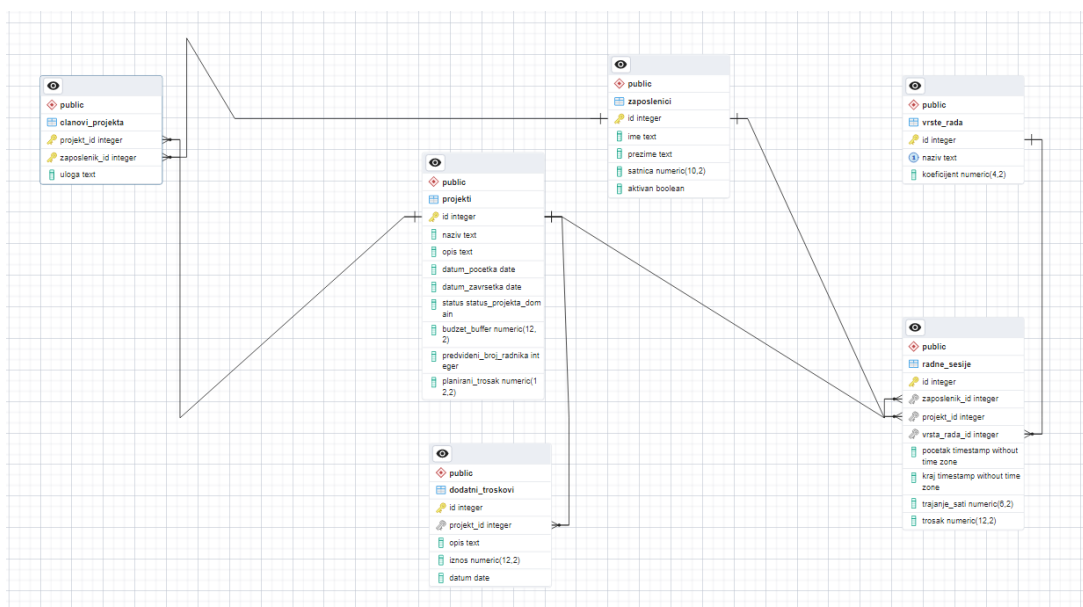 public
clanovi_projekta
projekt_id integer
zaposlenik_id integer
uloga text
public
projekti
id integer
naziv text
opis text
datum_pocetka date
datum_zavrsetka date
status status_projekta_dom
ain
budzet_buffer numeric(12,
2)
predvideni_broj_radnika int
eger
planirani_trosak numeric(1
2,2)
public
dodatni_troskovi
id integer
projekt_id integer
opis text
iznos numeric(12,2)
datum date
public
zaposlenici
id integer
ime text
prezime text
satnica numeric(10,2)
aktivan boolean
public
vrste_rada
id integer
1
naziv text
koeficijent numeric(4,2)
public
radne_sesije
id integer
zaposlenik_id integer
projekt_id integer
vrsta_rada_id integer
pocetak timestamp without
time zone
kraj timestamp without time
zone
trajanje_sati numeric(6,2)
trosak numeric(12,2)